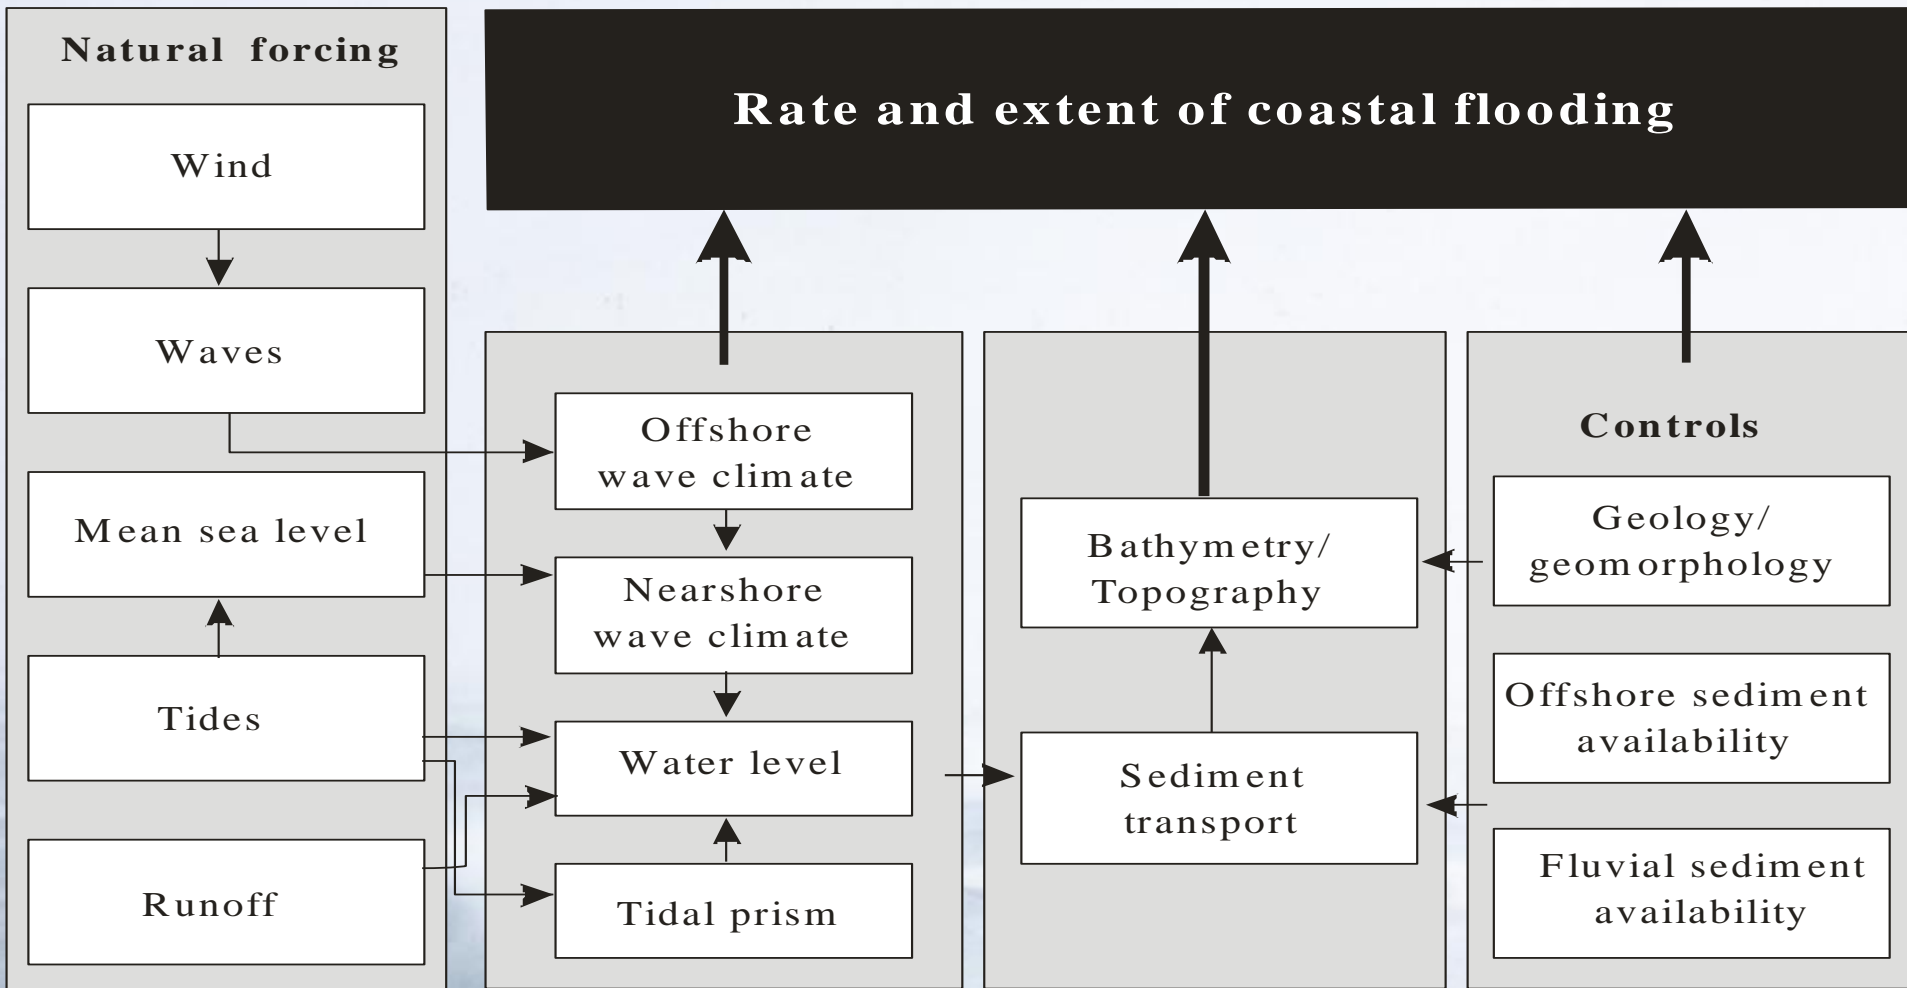 Natural forcing
Wind
Waves
Mean sea level
Tides
Runoff
Rate and extent of coastal flooding
Offshore
wave climate
Nearshore
wave climate
Water level
Tidal prism
Bathymetry/
Topography
Sediment
transport
Controls
Geology/
geomorphology
Offshore sediment
availability
Fluvial sediment
availability